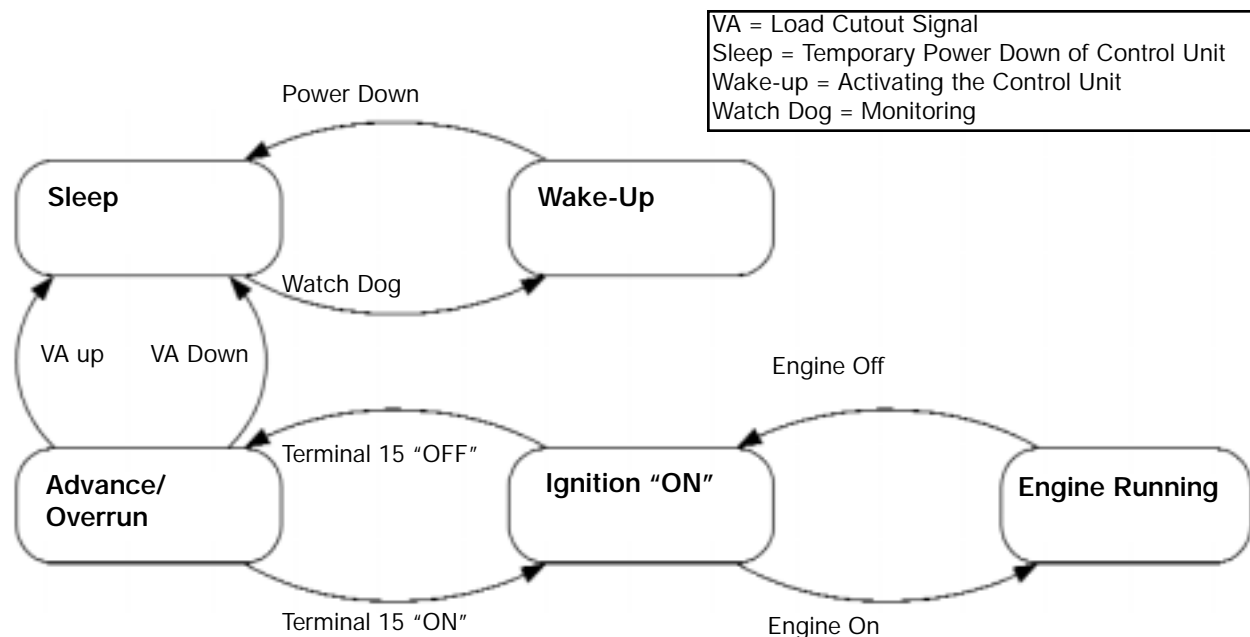 VA = Load Cutout Signal
Sleep = Temporary Power Down of Control Unit
Wake-up = Activating the Control Unit
Watch Dog = Monitoring
Power Down
Sleep
Wake-Up
Watch Dog
VA up
VA Down
Engine Off
Terminal 15 “OFF”
Advance/
Overrun
Ignition “ON”
Engine Running
Terminal 15 “ON”
Engine On